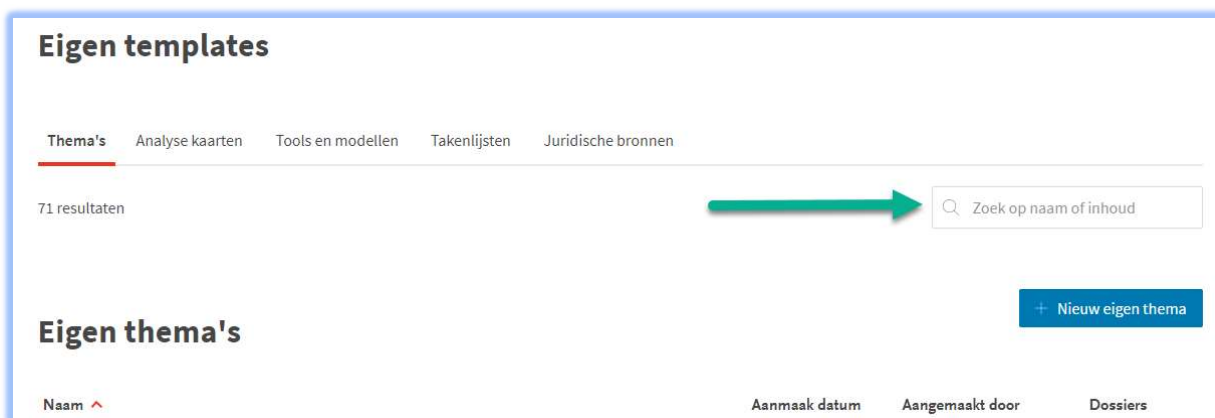 Eigen templates
Thema's Analyse kaarten Tools en modellen Takenlijsten Juridische bronnen
71 resultaten Zoek op naam of inhoud
+ Nieuw eigen thema
Eigen thema's
Naam Aanmaak datum Aangemaakt door Dossiers